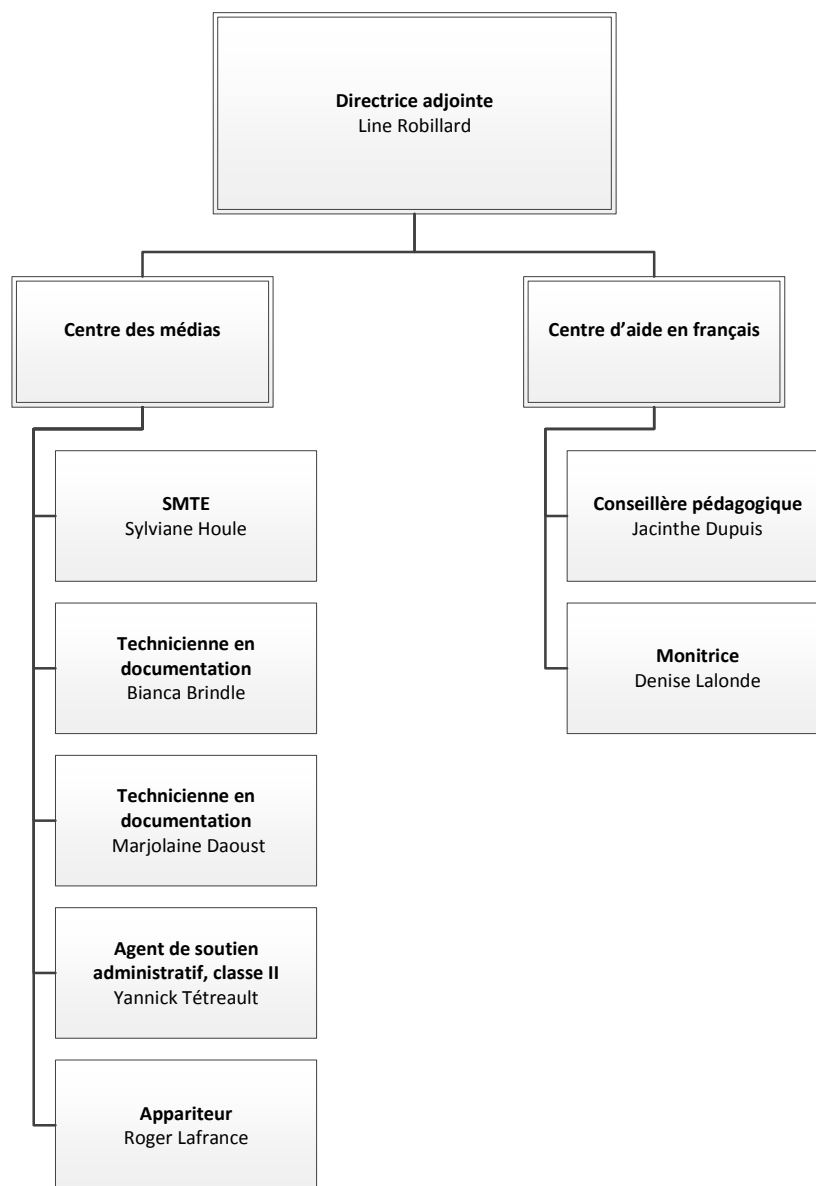 Directrice adjointe
Line Robillard
Centre des médias
Centre d'aide en français
SMTE
Sylviane Houle
Technicienne en
documentation
Bianca Brindle
Technicienne en
documentation
Marjolaine Daoust
Agent de soutien
administratif, classe II
Yannick Tétreault
Appariteur
Roger Lafrance
Conseillère pédagogique
Jacinthe Dupuis
Monitrice
Denise Lalonde